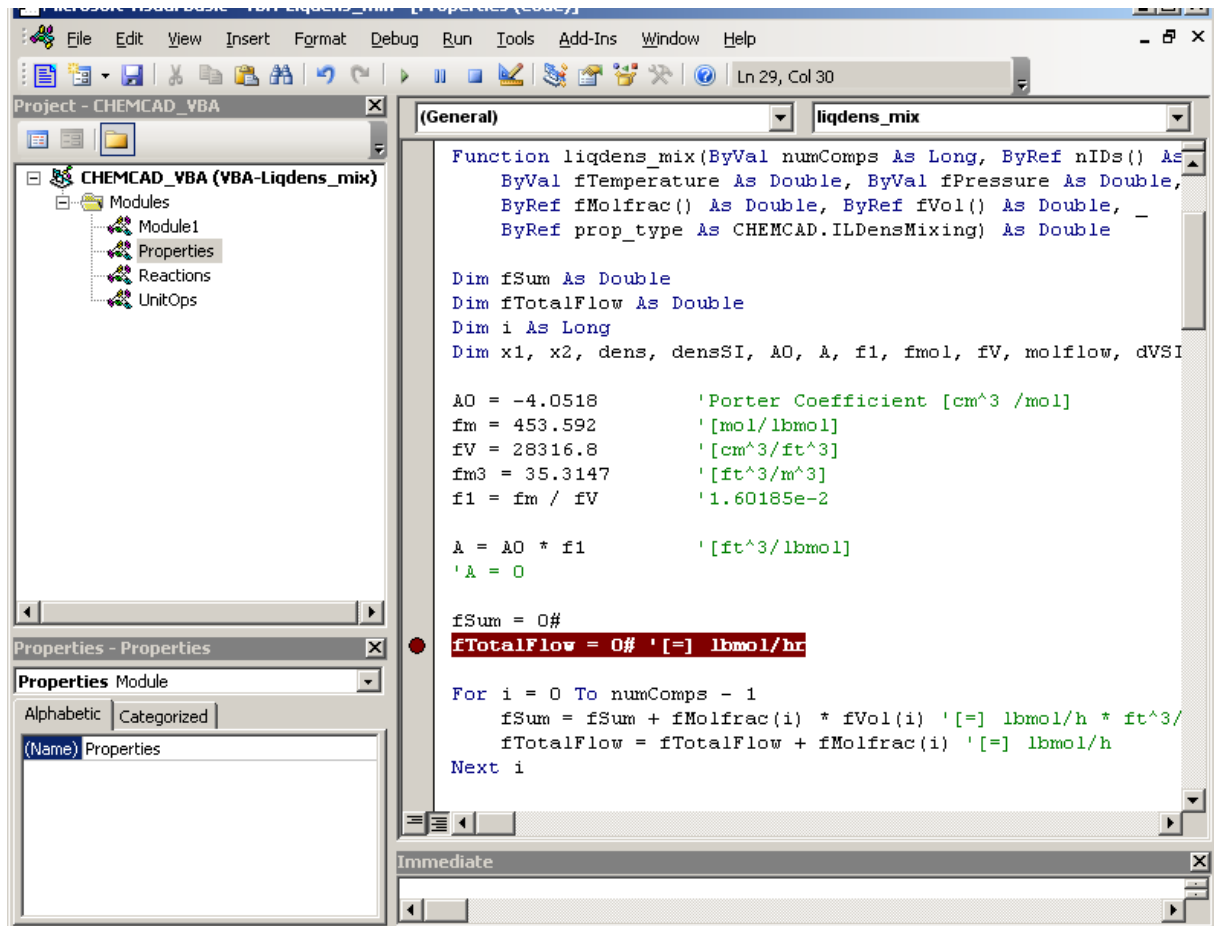 Microsoft Visual Basic - VBA-Liqdens_mix - [Properties (Code)]
File Edit View Insert Format Debug Run Tools Add-Ins Window Help
Ln 29, Col 30
Project - CHEMCAD_VBA
CHEMCAD_VBA (VBA-Liqdens_mix)
Modules
Module1
Properties
Reactions
UnitOps
Properties - Properties
Properties Module
Alphabetic Categorized
(Name) Properties
(General) liqdens_mix
Function liqdens_mix(ByVal numComps As Long, ByRef nIDs() As
ByVal fTemperature As Double, ByVal fPressure As Double,
ByRef fMolfrac() As Double, ByRef fVol() As Double, _
ByRef prop_type As CHEMCAD.ILDensMixing) As Double
Dim fSum As Double
Dim fTotalFlow As Double
Dim i As Long
Dim x1, x2, dens, densSI, A0, A, f1, fmol, fV, molflow, dVSI
A0 = -4.0518 'Porter Coefficient [cm^3 /mol]
fm = 453.592 '[mol/lbmol]
fV = 28316.8 '[cm^3/ft^3]
fm3 = 35.3147 '[ft^3/m^3]
f1 = fm / fV '1.60185e-2
A = A0 * f1 '[ft^3/lbmol]
'A = 0
fSum = 0#
fTotalFlow = 0# '[=] lbmol/hr
For i = 0 To numComps - 1
fSum = fSum + fMolfrac(i) * fVol(i) '[=] lbmol/h * ft^3/
fTotalFlow = fTotalFlow + fMolfrac(i) '[=] lbmol/h
Next i
Immediate